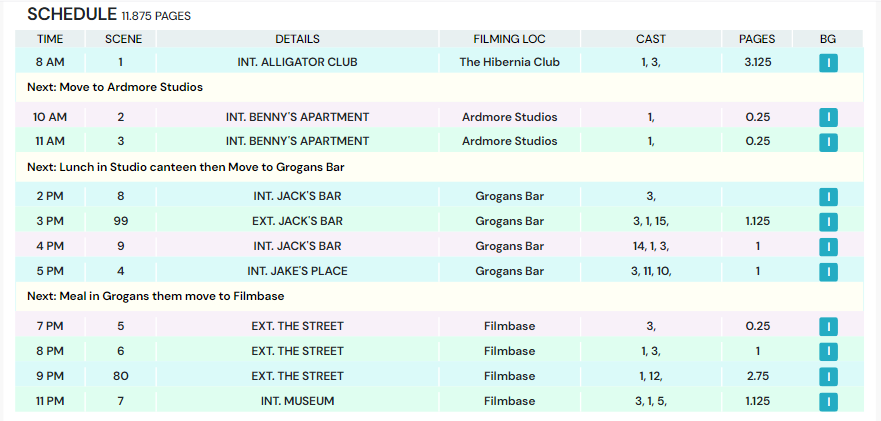 SCHEDULE 11.875 PAGES
TIME SCENE DETAILS FILMING LOC CAST PAGES BG
8 AM 1 INT. ALLIGATOR CLUB The Hibernia Club 1, 3, 3.125 I
Next: Move to Ardmore Studios
10 AM 2 INT. BENNY'S APARTMENT Ardmore Studios 1, 0.25 I
11 AM 3 INT. BENNY'S APARTMENT Ardmore Studios 1, 0.25 I
Next: Lunch in Studio canteen then Move to Grogans Bar
2 PM 8 INT. JACK'S BAR Grogans Bar 3, I
3 PM 99 EXT. JACK'S BAR Grogans Bar 3, 1, 15, 1.125 I
4 PM 9 INT. JACK'S BAR Grogans Bar 14, 1, 3, 1 I
5 PM 4 INT. JAKE'S PLACE Grogans Bar 3, 11, 10, 1 I
Next: Meal in Grogans them move to Filmbase
7 PM 5 EXT. THE STREET Filmbase 3, 0.25 I
8 PM 6 EXT. THE STREET Filmbase 1, 3, 1 I
9 PM 80 EXT. THE STREET Filmbase 1, 12, 2.75 I
11 PM 7 INT. MUSEUM Filmbase 3, 1, 5, 1.125 I